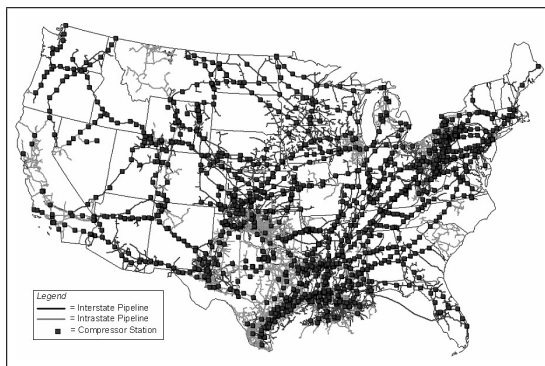 Legend
= Interstate Pipeline
= Intrastate Pipeline
= Compressor Station